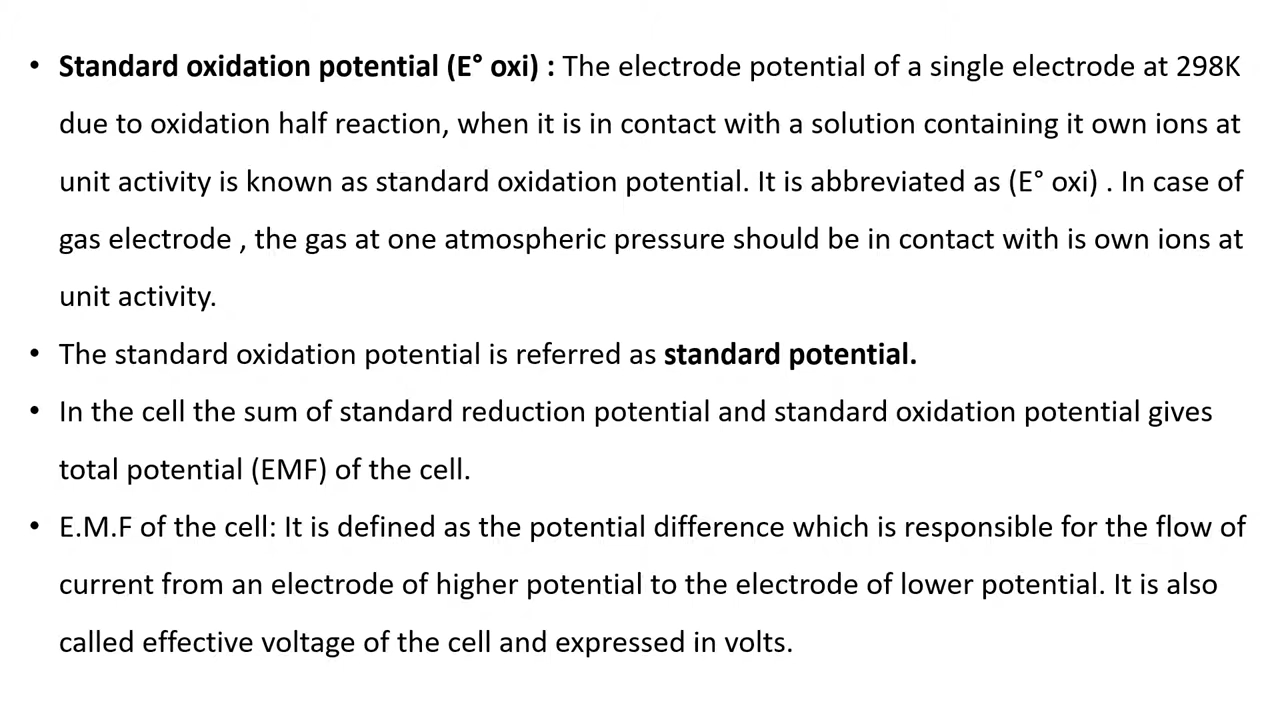 • Standard oxidation potential (E° oxi) : The electrode potential of a single electrode at 298K
due to oxidation half reaction, when it is in contact with a solution containing it own ions at
unit activity is known as standard oxidation potential. It is abbreviated as (E° oxi) . In case of
gas electrode , the gas at one atmospheric pressure should be in contact with is own ions at
unit activity.
• The standard oxidation potential is referred as standard potential.
• In the cell the sum of standard reduction potential and standard oxidation potential gives
total potential (EMF) of the cell.
• E.M.F of the cell: It is defined as the potential difference which is responsible for the flow of
current from an electrode of higher potential to the electrode of lower potential. It is also
called effective voltage of the cell and expressed in volts.